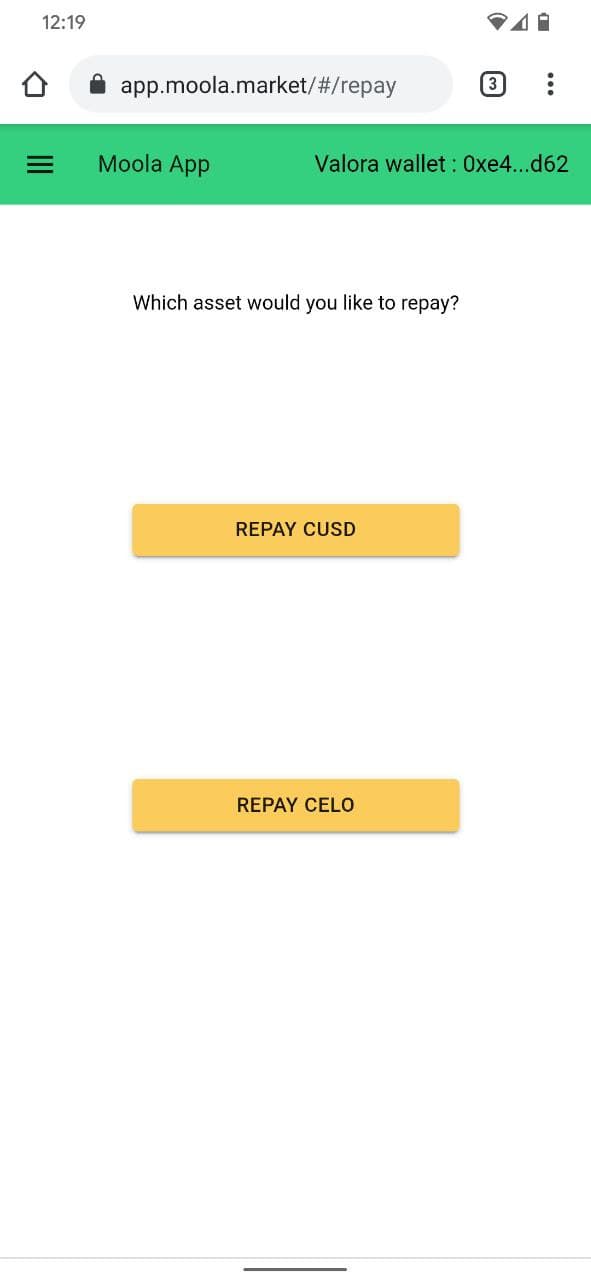 12:19
app.moola.market/#/repay
3
Moola App
Valora wallet : 0xe4...d62
Which asset would you like to repay?
REPAY CUSD
REPAY CELO